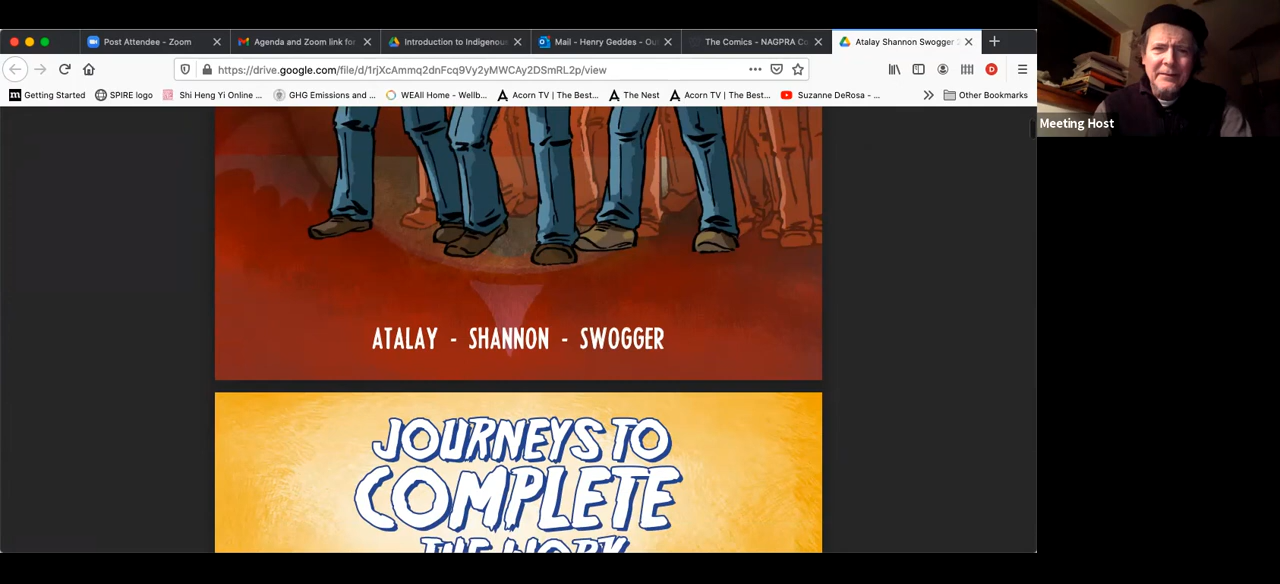 Post Attendee - Zoom
Agenda and Zoom link for
Introduction to Indigenou
Mail - Henry Geddes - Ou
The Comics - NAGPRA Co
Atalay Shannon Swogger
https://drive.google.com/file/d/1rjXcAmmq2dnFcq9Vy2yMWCAy2DSmRL2p/view
D
m Getting Started
SPIRE logo
Shi Heng Yi Online ...
GHG Emissions and ...
WEAll Home - Wellb...
Acorn TV | The Best...
The Nest
Acorn TV | The Best...
Suzanne DeRosa - ...
Other Bookmarks
Meeting Host
ATALAY - SHANNON - SWOGGER
JOURNEYS TO
COMPLETE
THE WORK